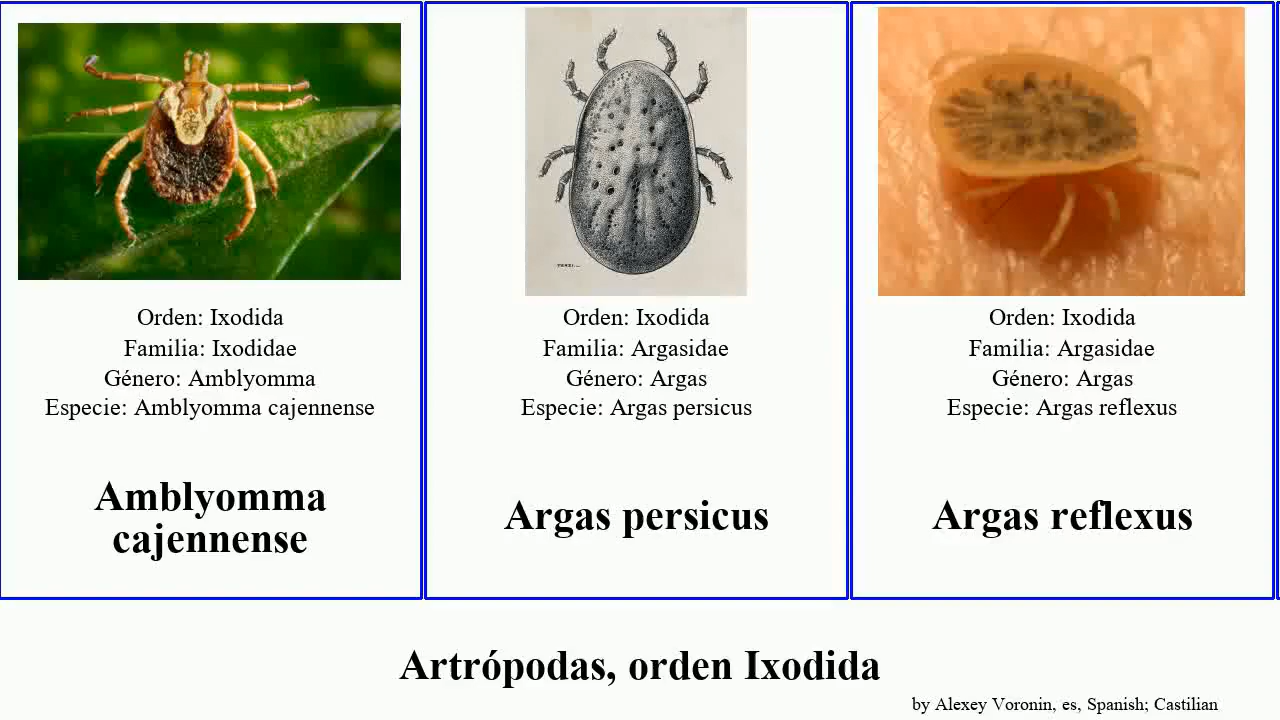 TERZI.
Orden: Ixodida
Familia: Ixodidae
Género: Amblyomma
Especie: Amblyomma cajennense
Amblyomma
cajennense
Orden: Ixodida
Familia: Argasidae
Género: Argas
Especie: Argas persicus
Argas persicus
Orden: Ixodida
Familia: Argasidae
Género: Argas
Especie: Argas reflexus
Argas reflexus
Artrópodas, orden Ixodida
by Alexey Voronin, es, Spanish; Castilian